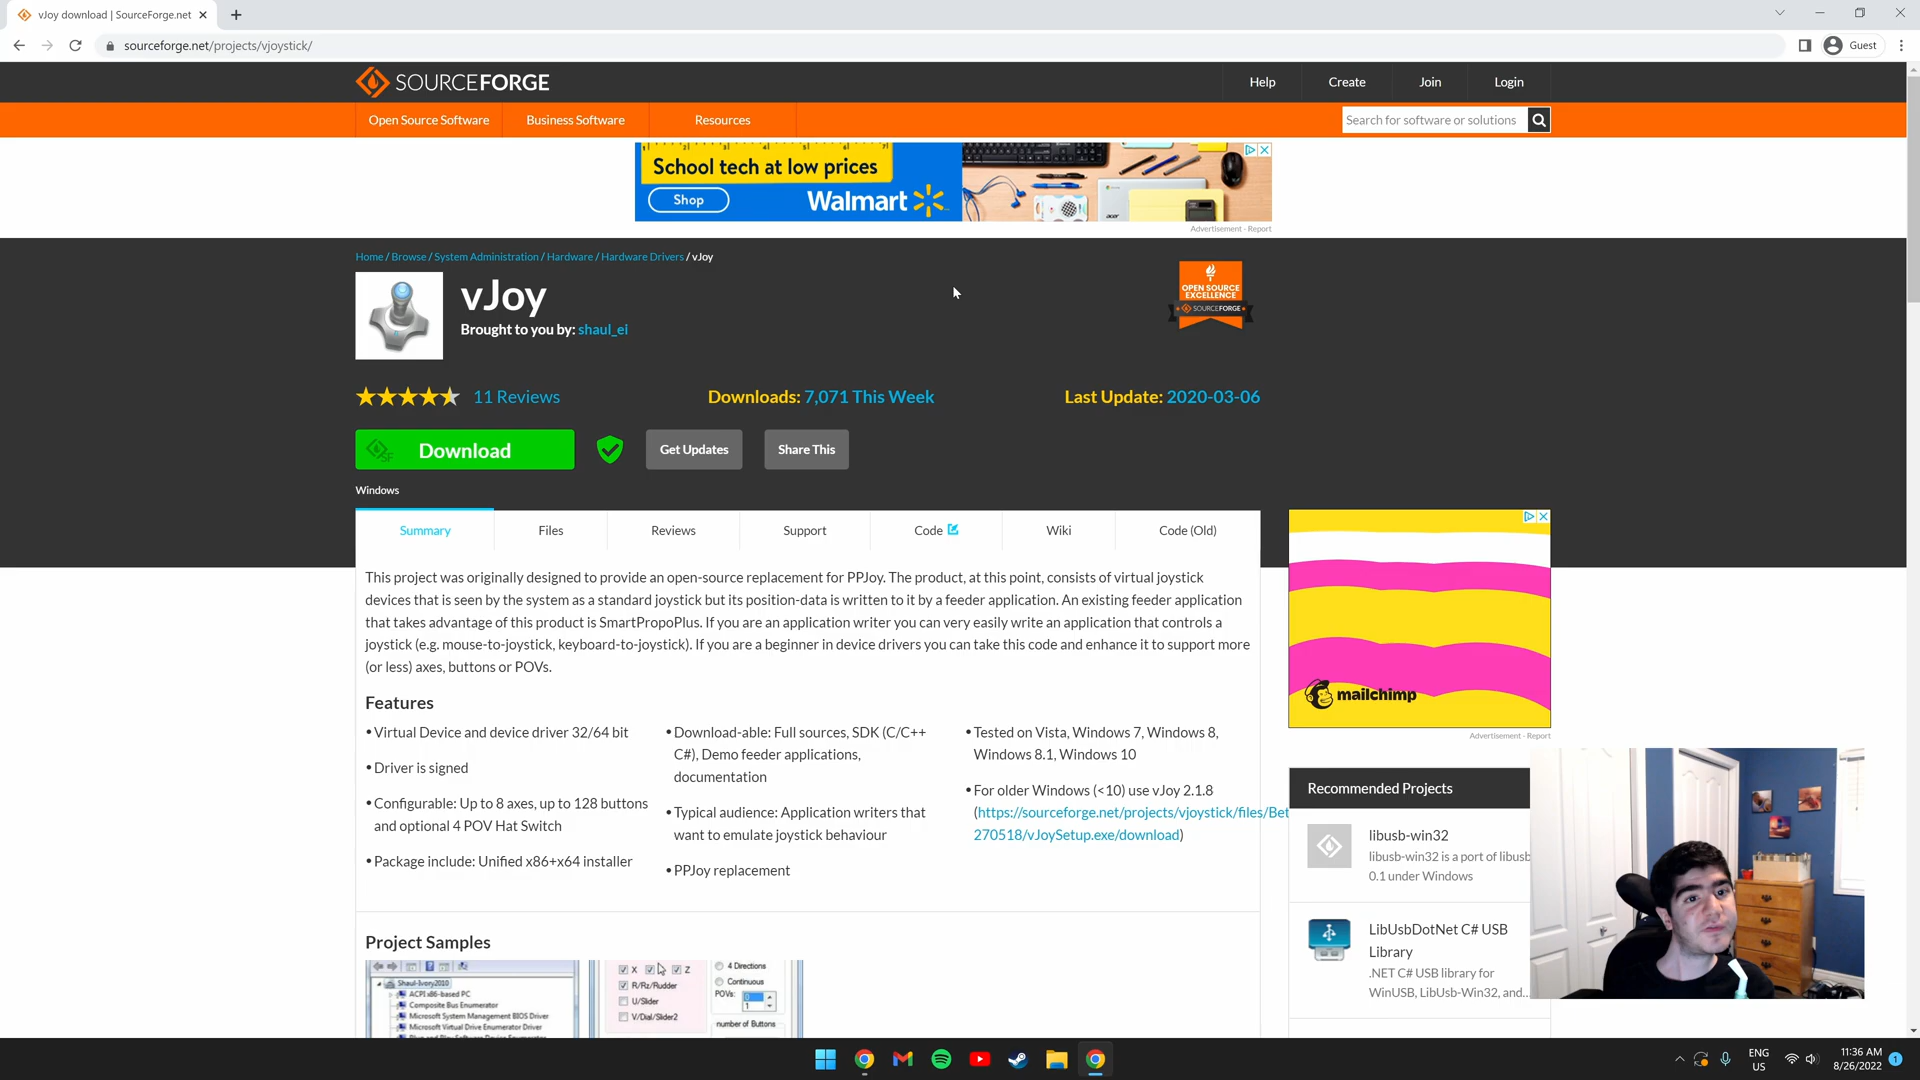 vJoy download | SourceForge.net
sourceforge.net/projects/vjoystick/
Guest
SOURCEFORGE
Help
Create
Join
Login
Open Source Software
Business Software
Resources
Search for software or solutions
School tech at low prices
Shop
Walmart
acer
Advertisement - Report
Home / Browse / System Administration / Hardware / Hardware Drivers / vJoy
vJoy
Brought to you by: shaul_ei
OPEN SOURCE
EXCELLENCE
SOURCEFORGE
11 Reviews
Downloads: 7,071 This Week
Last Update: 2020-03-06
SF
Download
Get Updates
Share This
Windows
Summary
Files
Reviews
Support
Code
Wiki
Code (Old)
This project was originally designed to provide an open-source replacement for PPJoy. The product, at this point, consists of virtual joystick
devices that is seen by the system as a standard joystick but its position-data is written to it by a feeder application. An existing feeder application
that takes advantage of this product is SmartPropoPlus. If you are an application writer you can very easily write an application that controls a
joystick (e.g. mouse-to-joystick, keyboard-to-joystick). If you are a beginner in device drivers you can take this code and enhance it to support more
(or less) axes, buttons or POVs.
Features
•Virtual Device and device driver 32/64 bit
•Driver is signed
•Configurable: Up to 8 axes, up to 128 buttons
and optional 4 POV Hat Switch
•Package include: Unified x86+x64 installer
•Download-able: Full sources, SDK (C/C++
C#), Demo feeder applications,
documentation
•Typical audience: Application writers that
want to emulate joystick behaviour
•PPJoy replacement
•Tested on Vista, Windows 7, Windows 8,
Windows 8.1, Windows 10
•For older Windows (<10) use vJoy 2.1.8
(https://sourceforge.net/projects/vjoystick/files/Bet
270518/vJoySetup.exe/download)
mailchimp
Advertisement - Report
Recommended Projects
libusb-win32
libusb-win32 is a port of libusb
0.1 under Windows
LibUsbDotNet C# USB
Library
.NET C# USB library for
WinUSB, LibUsb-Win32, and...
Project Samples
Shaul-Ivory2010
ACPI x86-based PC
Composite Bus Enumerator
Microsoft System Management BIOS Driver
Microsoft Virtual Drive Enumerator Driver
X
Z
R/Rz/Rudder
U/Slider
V/Dial/Slider2
4 Directions
Continuous
POVs:
number of Buttons
ENG
US
11:36 AM
8/26/2022
1